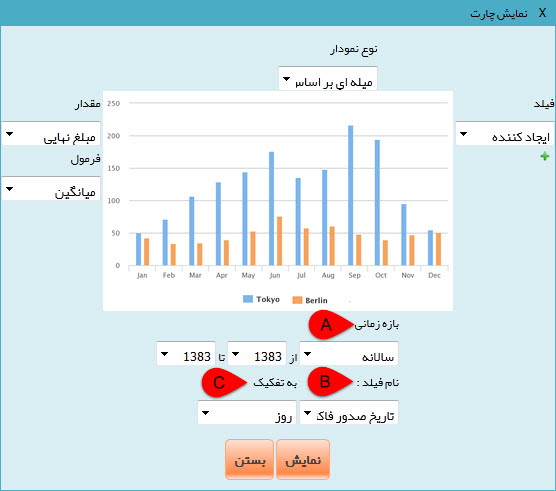 نمایش چارت X
نوع نمودار
میله ای بر اساس
فیلد
مقدار
ایجاد کننده
مبلغ نهایی
فرمول
میانگین
250
200
150
100
50
0
Jan Feb Mar Apr May Jun Jul Aug Sep Oct Nov Dec
Tokyo Berlin
بازه زمانی A
سالانه از 1383 تا 1383
نام فیلد : B به تفکیک C
تاریخ صدور فاک روز
نمایش بستن